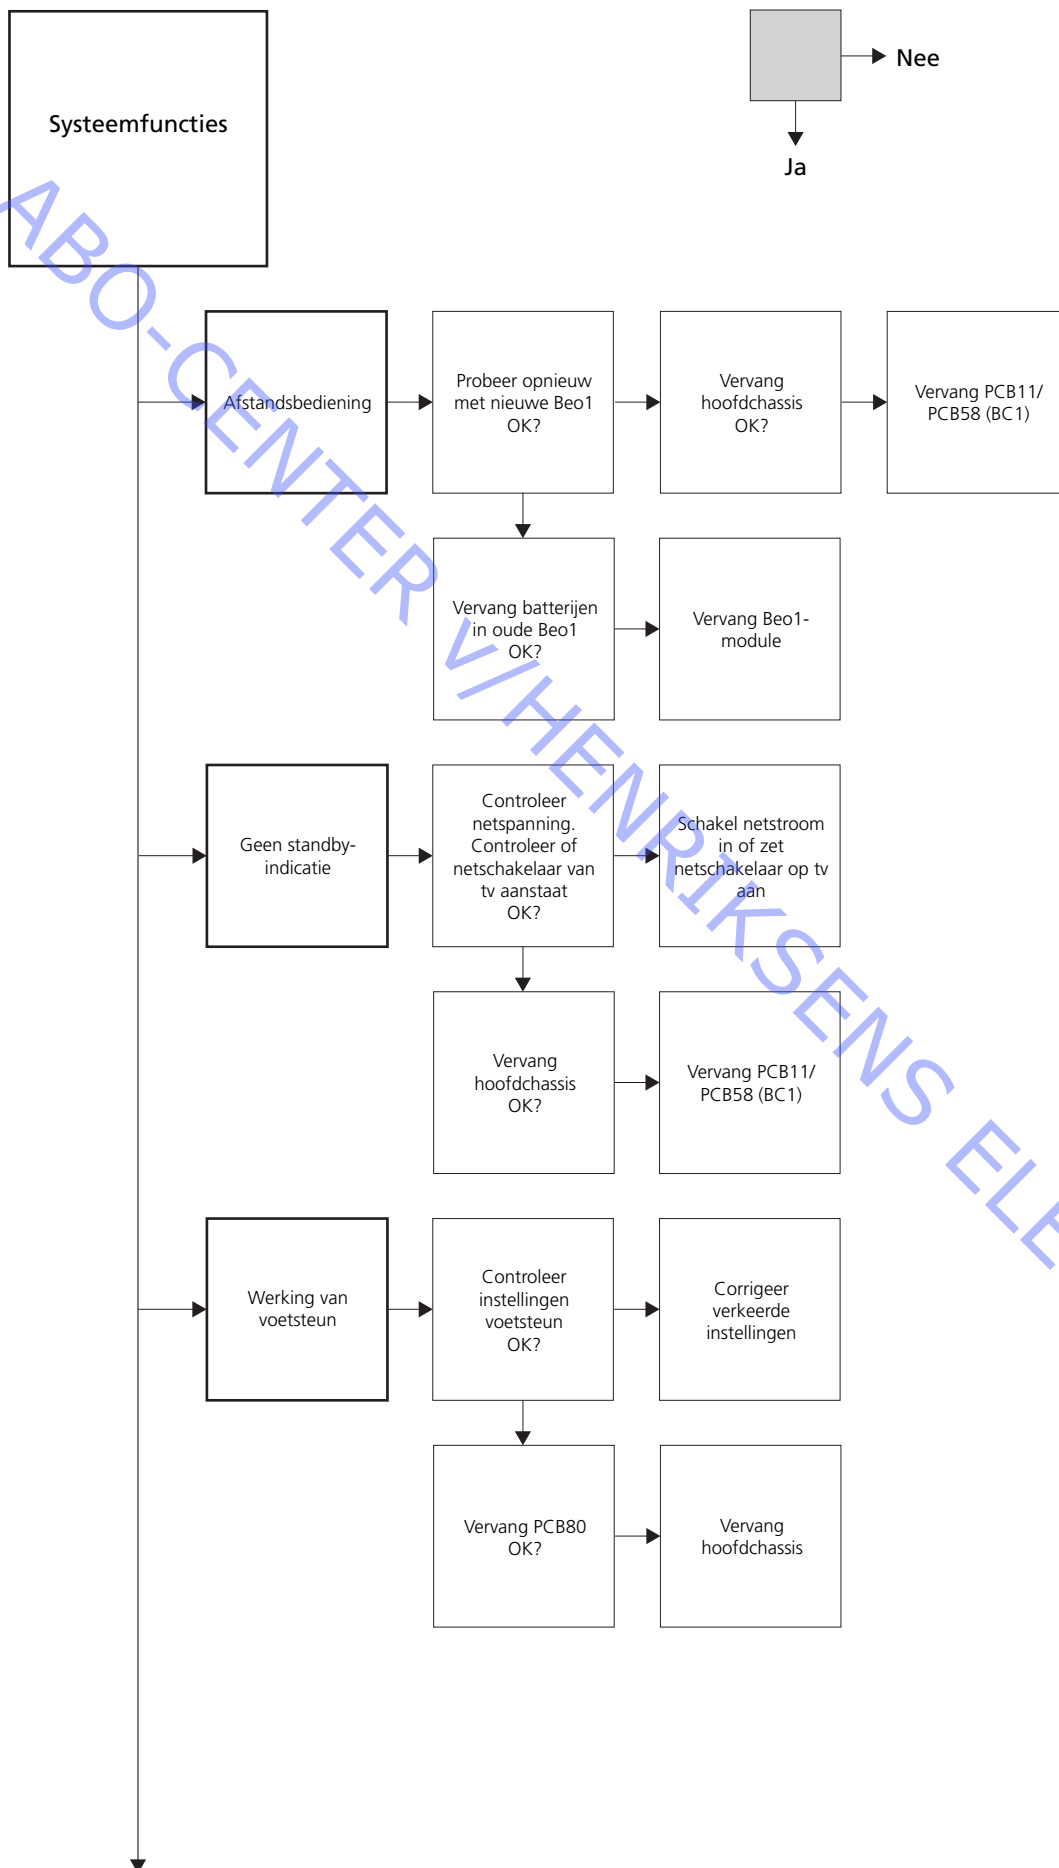 Systeemfuncties
Nee
Ja
Afstandsbediening
Probeer opnieuw
met nieuwe Beo1
OK?
Vervang
hoofdchassis
OK?
Vervang PCB11/
PCB58 (BC1)
Vervang batterijen
in oude Beo1
OK?
Vervang Beo1-
module
Geen standby-
indicatie
Controleer
netspanning.
Controleer of
netschakelaar van
tv aanstaat
OK?
Schakel netstroom
in of zet
netschakelaar op tv
aan
Vervang
hoofdchassis
OK?
Vervang PCB11/
PCB58 (BC1)
Werking van
voetsteun
Controleer
instellingen
voetsteun
OK?
Corrigeer
verkeerde
instellingen
Vervang PCB80
OK?
Vervang
hoofdchassis
ABO-CENTER v/HENRIKSENS ELE